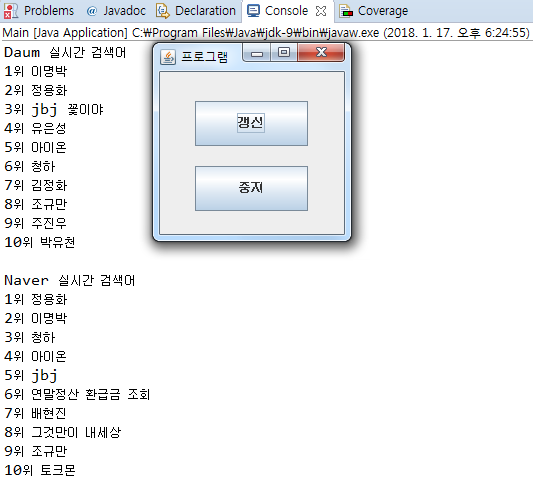 Problems @ Javadoc Declaration Console Coverage
Main [Java Application] C:₩Program Files₩Java₩jdk-9₩bin₩javaw.exe (2018. 1. 17. 오후 6:24:55)
Daum 실시간 검색어
1위 이명박
2위 정용화
3위 jbj 꽃이야
4위 유은성
5위 아이온
6위 청하
7위 김정화
8위 조규만
9위 주진우
10위 박유천
프로그램
갱신
중지
Naver 실시간 검색어
1위 정용화
2위 이명박
3위 청하
4위 아이온
5위 jbj
6위 연말정산 환급금 조회
7위 배현진
8위 그것만이 내세상
9위 조규만
10위 토크몬